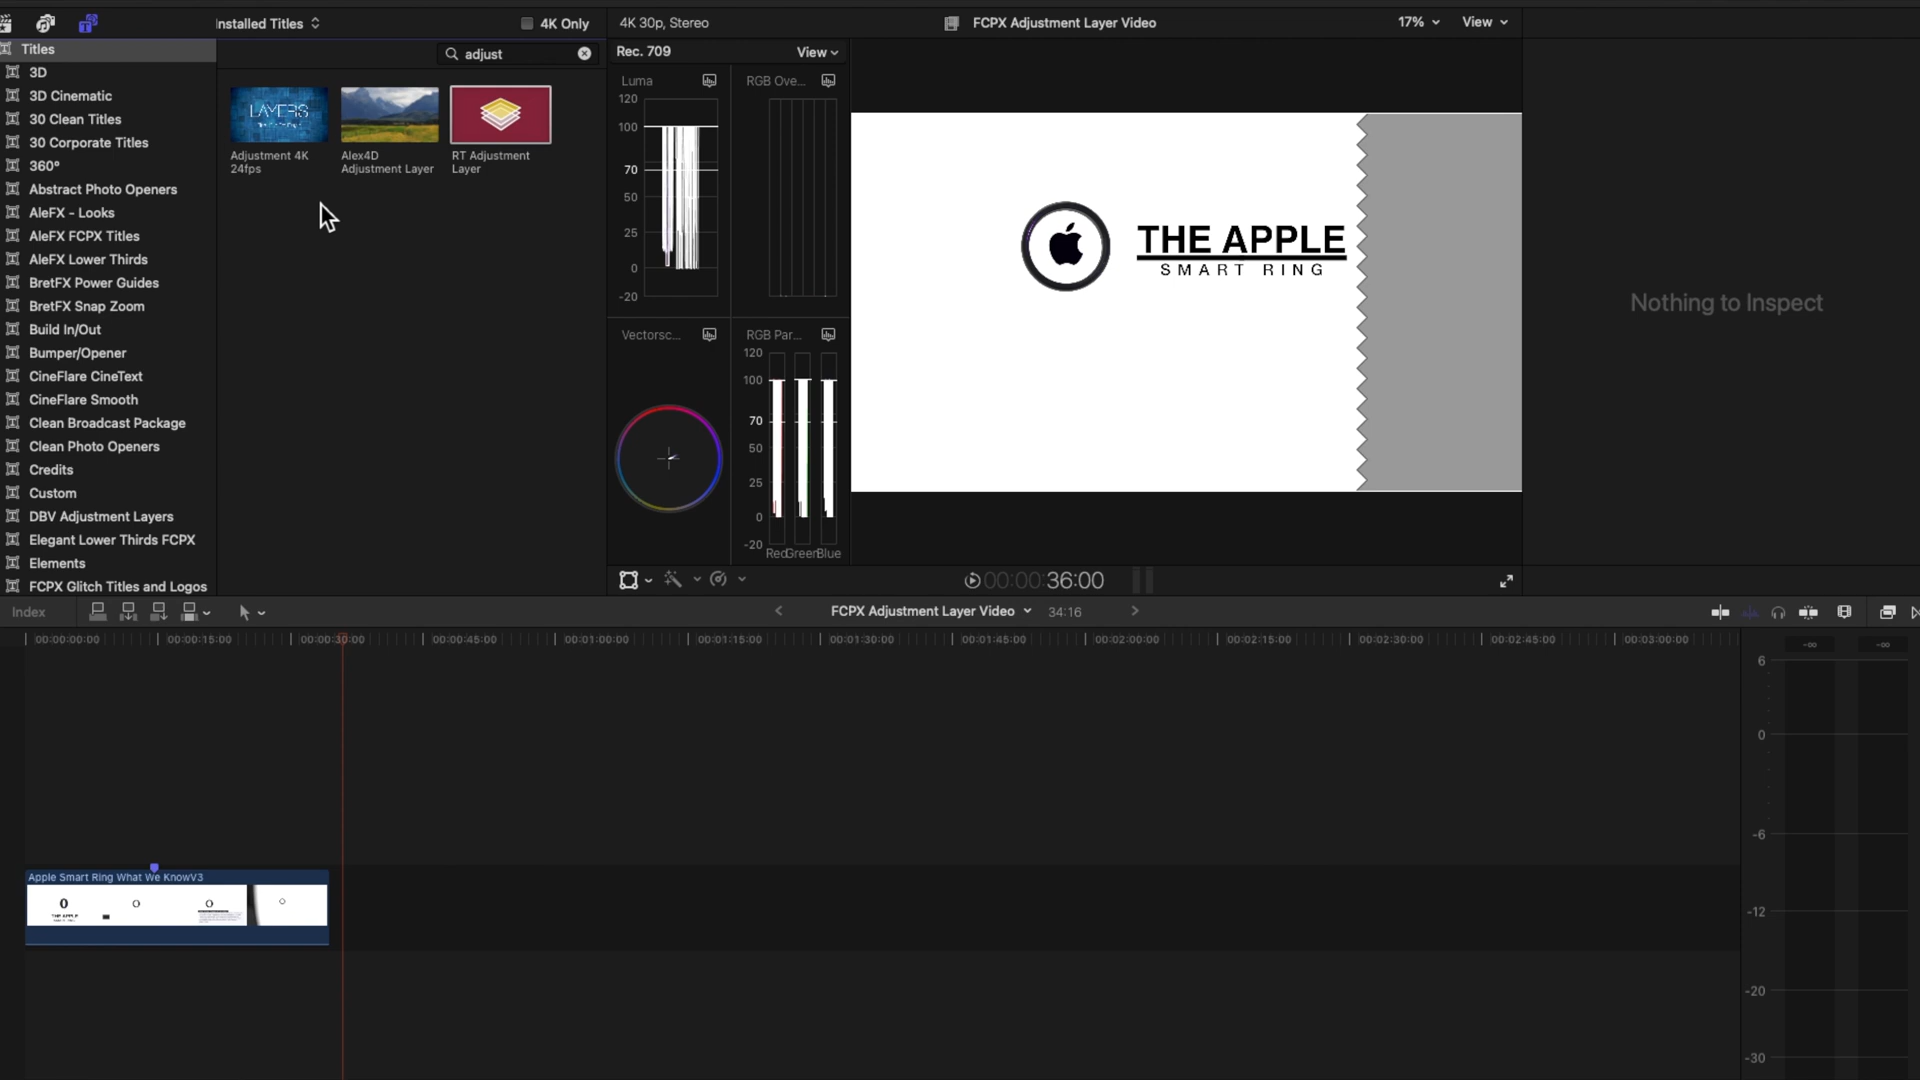 Installed Titles
4K Only
4K 30p, Stereo
FCPX Adjustment Layer Video
17%
View
Titles
adjust
Rec. 709
View
3D
3D Cinematic
30 Clean Titles
30 Corporate Titles
360°
Abstract Photo Openers
AleFX - Looks
AleFX FCPX Titles
AleFX Lower Thirds
BretFX Power Guides
BretFX Snap Zoom
Build In/Out
Bumper/Opener
CineFlare CineText
CineFlare Smooth
Clean Broadcast Package
Clean Photo Openers
Credits
Custom
DBV Adjustment Layers
Elegant Lower Thirds FCPX
Elements
FCPX Glitch Titles and Logos
LAYERS
Adjustment 4K
24fps
Alex4D
Adjustment Layer
RT Adjustment
Layer
Luma
120
100
70
50
25
0
-20
RGB Ove...
Vectorsc...
RGB Par...
120
100
70
50
25
0
-20
Red
Green
Blue
THE APPLE
SMART RING
Nothing to Inspect
00:00:36:00
Index
FCPX Adjustment Layer Video
34:16
00:00:00:00
00:00:15:00
00:00:30:00
00:00:45:00
00:01:00:00
00:01:15:00
00:01:30:00
00:01:45:00
00:02:00:00
00:02:15:00
00:02:30:00
00:02:45:00
00:03:00:00
-∞
-∞
6
0
-6
-12
-20
-30
Apple Smart Ring What We KnowV3
THE APPLE